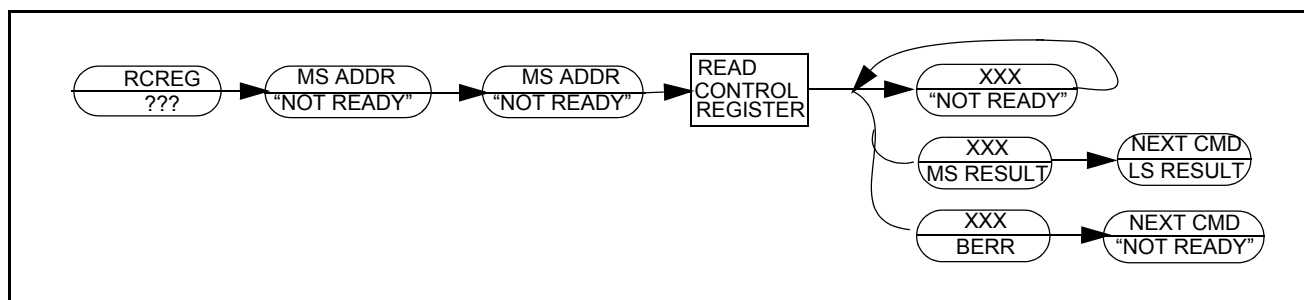 RCREG
???
MS ADDR
“NOT READY”
MS ADDR
“NOT READY”
READ
CONTROL
REGISTER
XXX
“NOT READY”
XXX
MS RESULT
NEXT CMD
LS RESULT
XXX
BERR
NEXT CMD
“NOT READY”